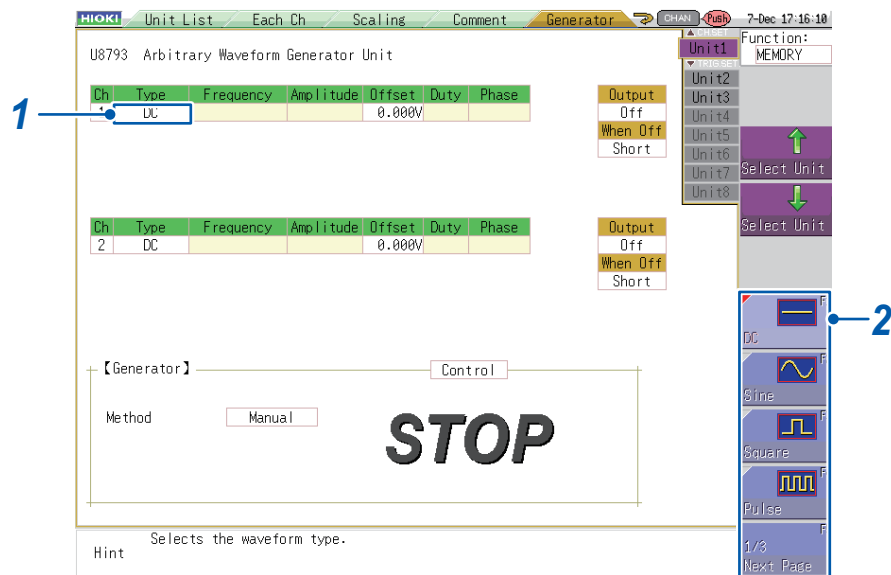 HIOKI Unit List Each Ch Scaling Comment Generator CHAN Push 7-Dec 17:16:10
U8793 Arbitrary Waveform Generator Unit
▲ CH.SET
Unit1
▼ TRIG.SET
Unit2
Unit3
Unit4
Unit5
Unit6
Unit7
Unit8
Function:
MEMORY
Select Unit
Select Unit
1
Ch Type Frequency Amplitude Offset Duty Phase
1 DC 0.000V
Output
Off
When Off
Short
Ch Type Frequency Amplitude Offset Duty Phase
2 DC 0.000V
Output
Off
When Off
Short
2
F
DC
F
Sine
F
Square
F
Pulse
F
1/3
Next Page
【Generator】 Control
Method Manual
STOP
Hint Selects the waveform type.